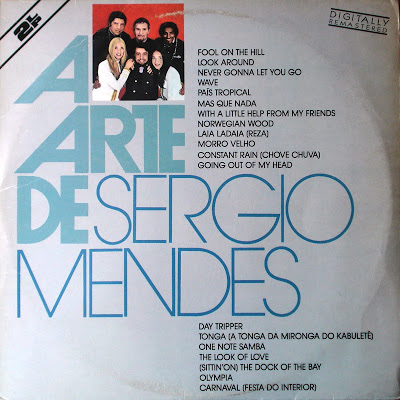 2LP
DIGITALLY
REMASTERED
FOOL ON THE HILL
LOOK AROUND
NEVER GONNA LET YOU GO
WAVE
PAÍS TROPICAL
MAS QUE NADA
WITH A LITTLE HELP FROM MY FRIENDS
NORWEGIAN WOOD
LAIA LADAIA (REZA)
MORRO VELHO
CONSTANT RAIN (CHOVE CHUVA)
GOING OUT OF MY HEAD
A
ARTE
DE SERGIO
MENDES
DAY TRIPPER
TONGA (A TONGA DA MIRONGA DO KABULETÊ)
ONE NOTE SAMBA
THE LOOK OF LOVE
(SITTIN'ON) THE DOCK OF THE BAY
OLYMPIA
CARNAVAL (FESTA DO INTERIOR)